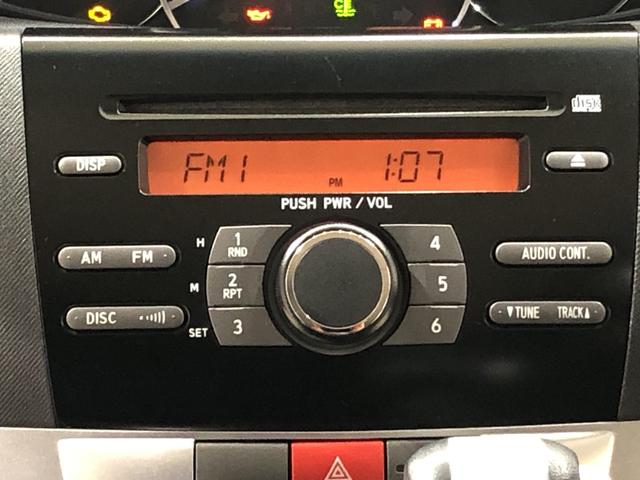 DISC
DISP
FM1 PM 1:07
PUSH PWR / VOL
H 1 RND 4
AM FM
AUDIO CONT.
M 2 RPT 5
DISC
SET 3 6
▼TUNE TRACK▲